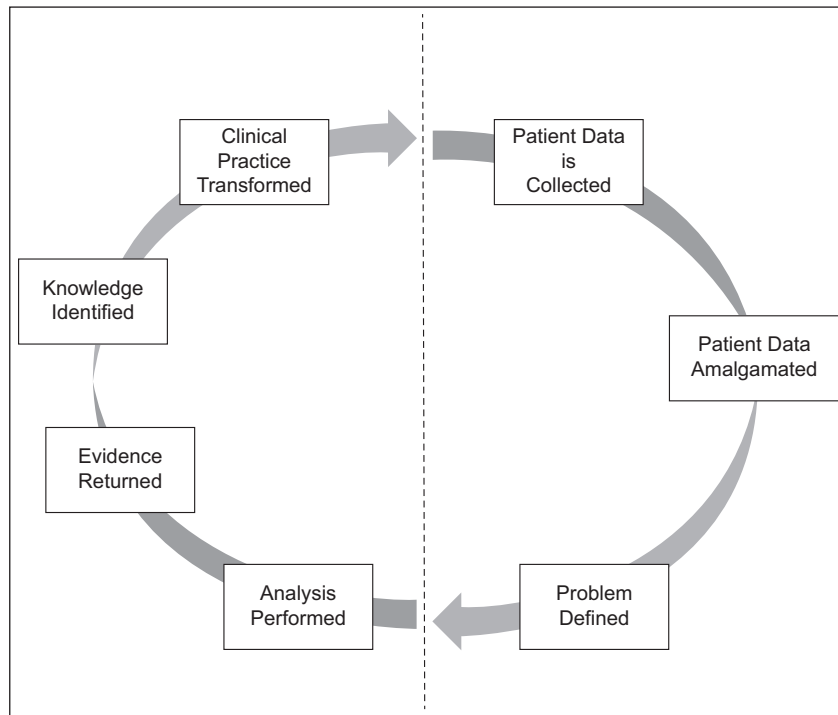 Clinical
Practice
Transformed
Patient Data
is
Collected
Knowledge
Identified
Patient Data
Amalgamated
Evidence
Returned
Analysis
Performed
Problem
Defined